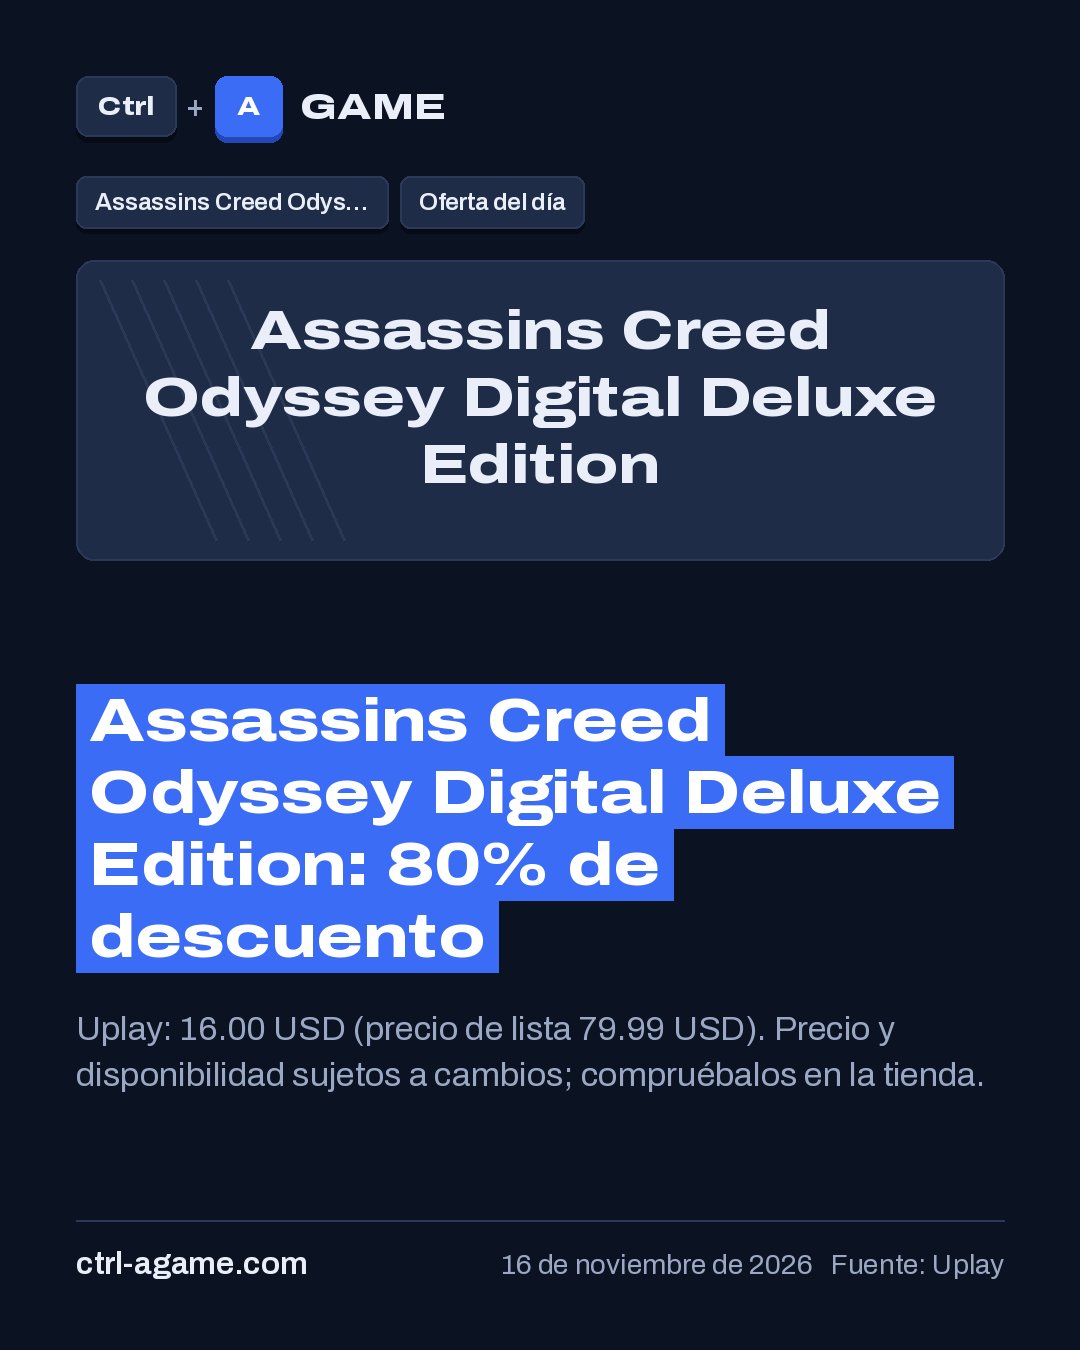 Ctrl + A GAME
Assassins Creed Odys... Oferta del día
Assassins Creed
Odyssey Digital Deluxe
Edition
Assassins Creed
Odyssey Digital Deluxe
Edition: 80% de
descuento
Uplay: 16.00 USD (precio de lista 79.99 USD). Precio y
disponibilidad sujetos a cambios; compruébalos en la tienda.
ctrl-agame.com 16 de noviembre de 2026 Fuente: Uplay